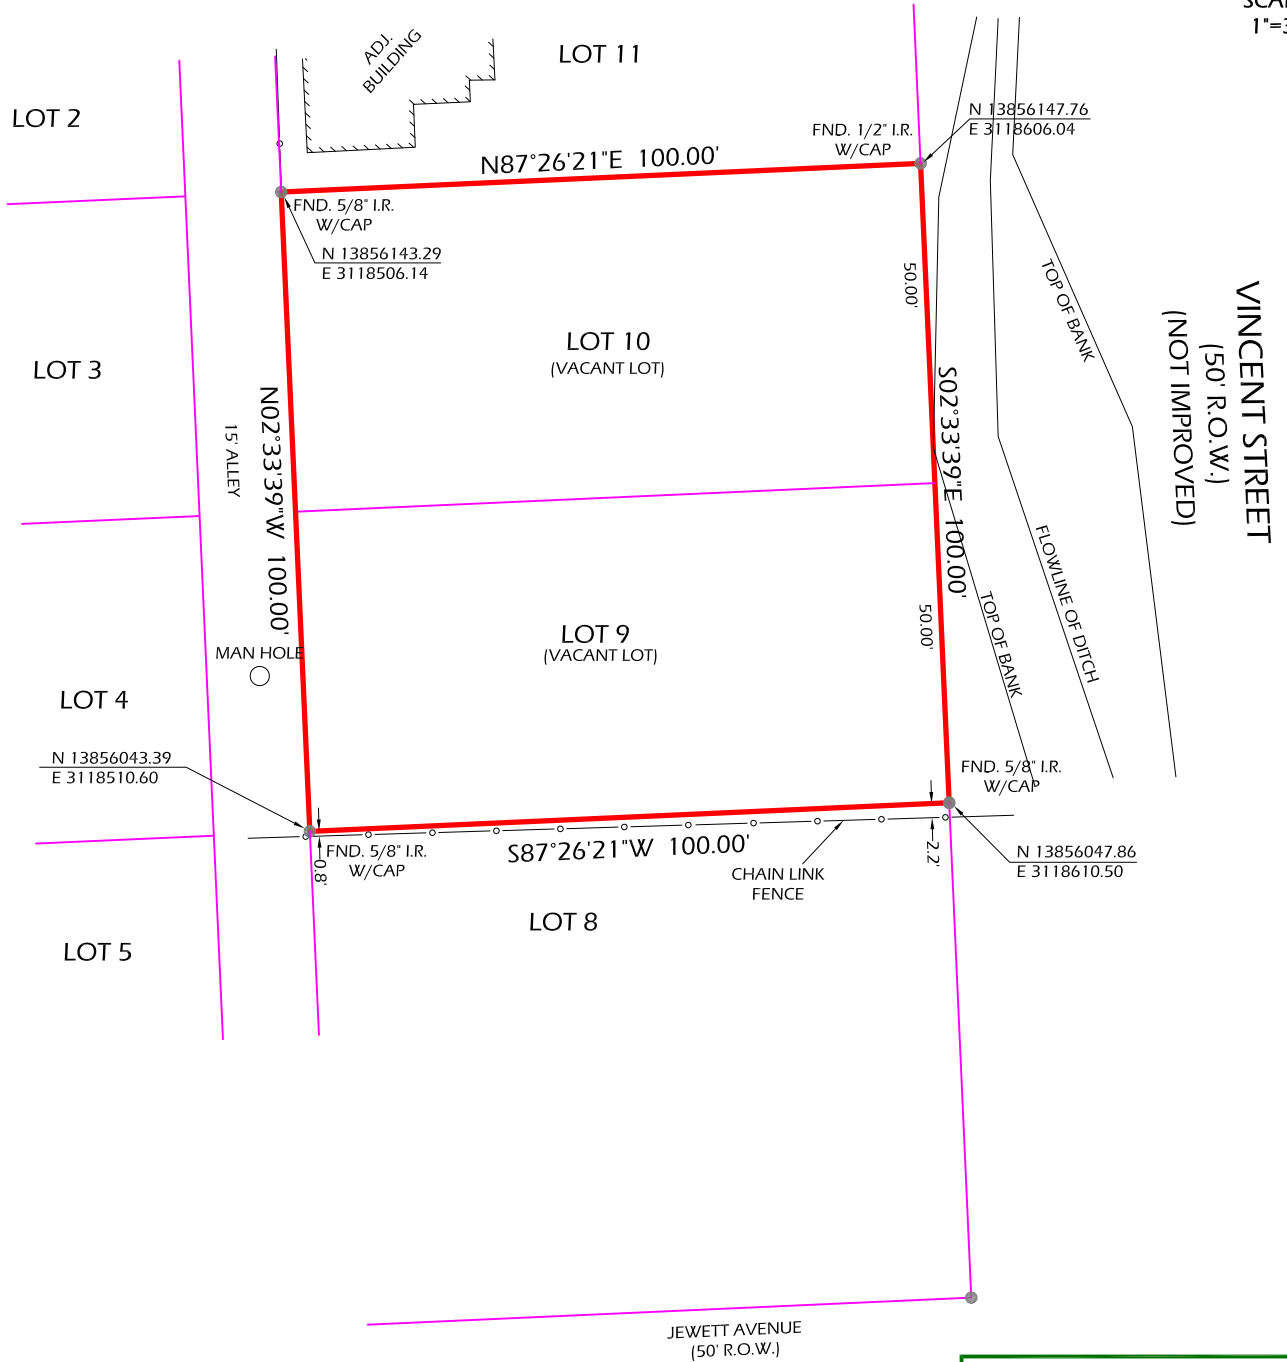 1"=3
LOT 11
ADJ.
BUILDING
LOT 2
N 13856147.76
E 3118606.04
FND. 1/2" I.R.
W/CAP
N87°26'21"E 100.00'
FND. 5/8" I.R.
W/CAP
N 13856143.29
E 3118506.14
50.00'
TOP OF BANK
VINCENT STREET
(50' R.O.W.)
(NOT IMPROVED)
LOT 10
(VACANT LOT)
LOT 3
N02°33'39"W 100.00'
15' ALLEY
S02°33'39"E 100.00'
FLOWLINE OF DITCH
TOP OF BANK
50.00'
LOT 9
(VACANT LOT)
MAN HOLE
LOT 4
N 13856043.39
E 3118510.60
FND. 5/8" I.R.
W/CAP
FND. 5/8" I.R.
W/CAP
0.8'
S87°26'21"W 100.00'
2.2'
N 13856047.86
E 3118610.50
CHAIN LINK
FENCE
LOT 8
LOT 5
JEWETT AVENUE
(50' R.O.W.)